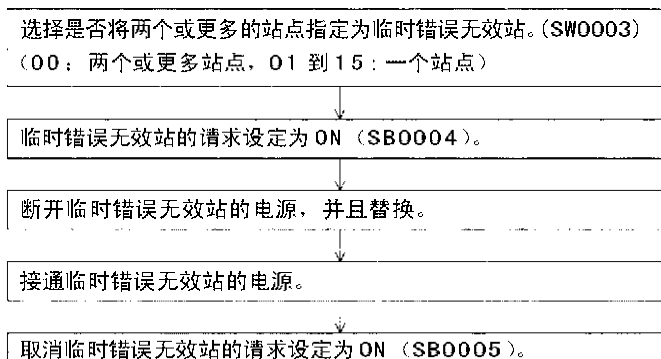 选择是否将两个或更多的站点指定为临时错误无效站。(SW0003)
(00: 两个或更多站点, 01 到 15: 一个站点)
临时错误无效站的请求设定为 ON (SB0004)。
断开临时错误无效站的电源, 并且替换。
接通临时错误无效站的电源。
取消临时错误无效站的请求设定为 ON (SB0005)。